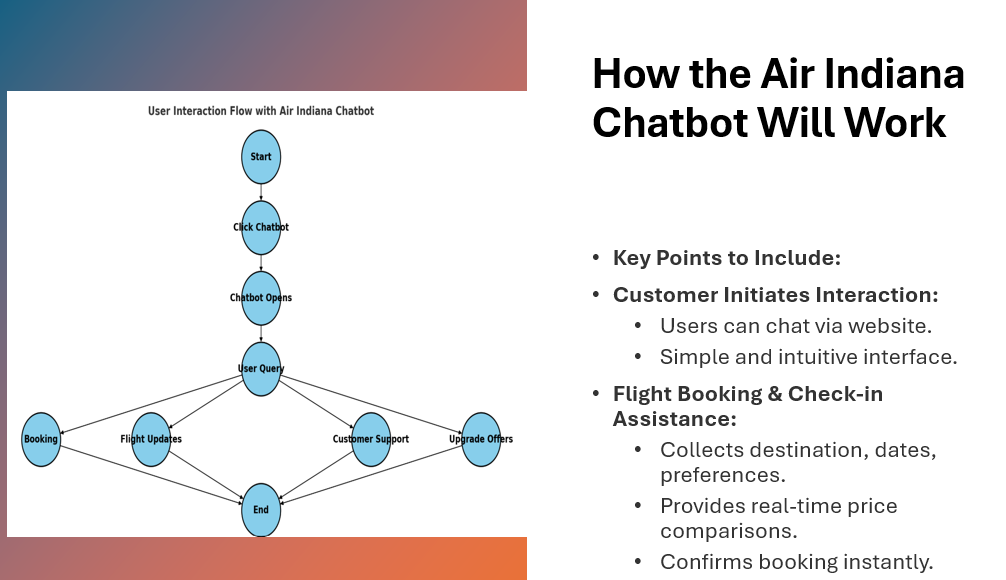 User Interaction Flow with Air Indiana Chatbot
Start
Click Chatbot
Chatbot Opens
User Query
Booking
Flight Updates
Customer Support
Upgrade Offers
End
How the Air Indiana
Chatbot Will Work
• Key Points to Include:
• Customer Initiates Interaction:
• Users can chat via website.
• Simple and intuitive interface.
• Flight Booking & Check-in
Assistance:
• Collects destination, dates,
preferences.
• Provides real-time price
comparisons.
• Confirms booking instantly.